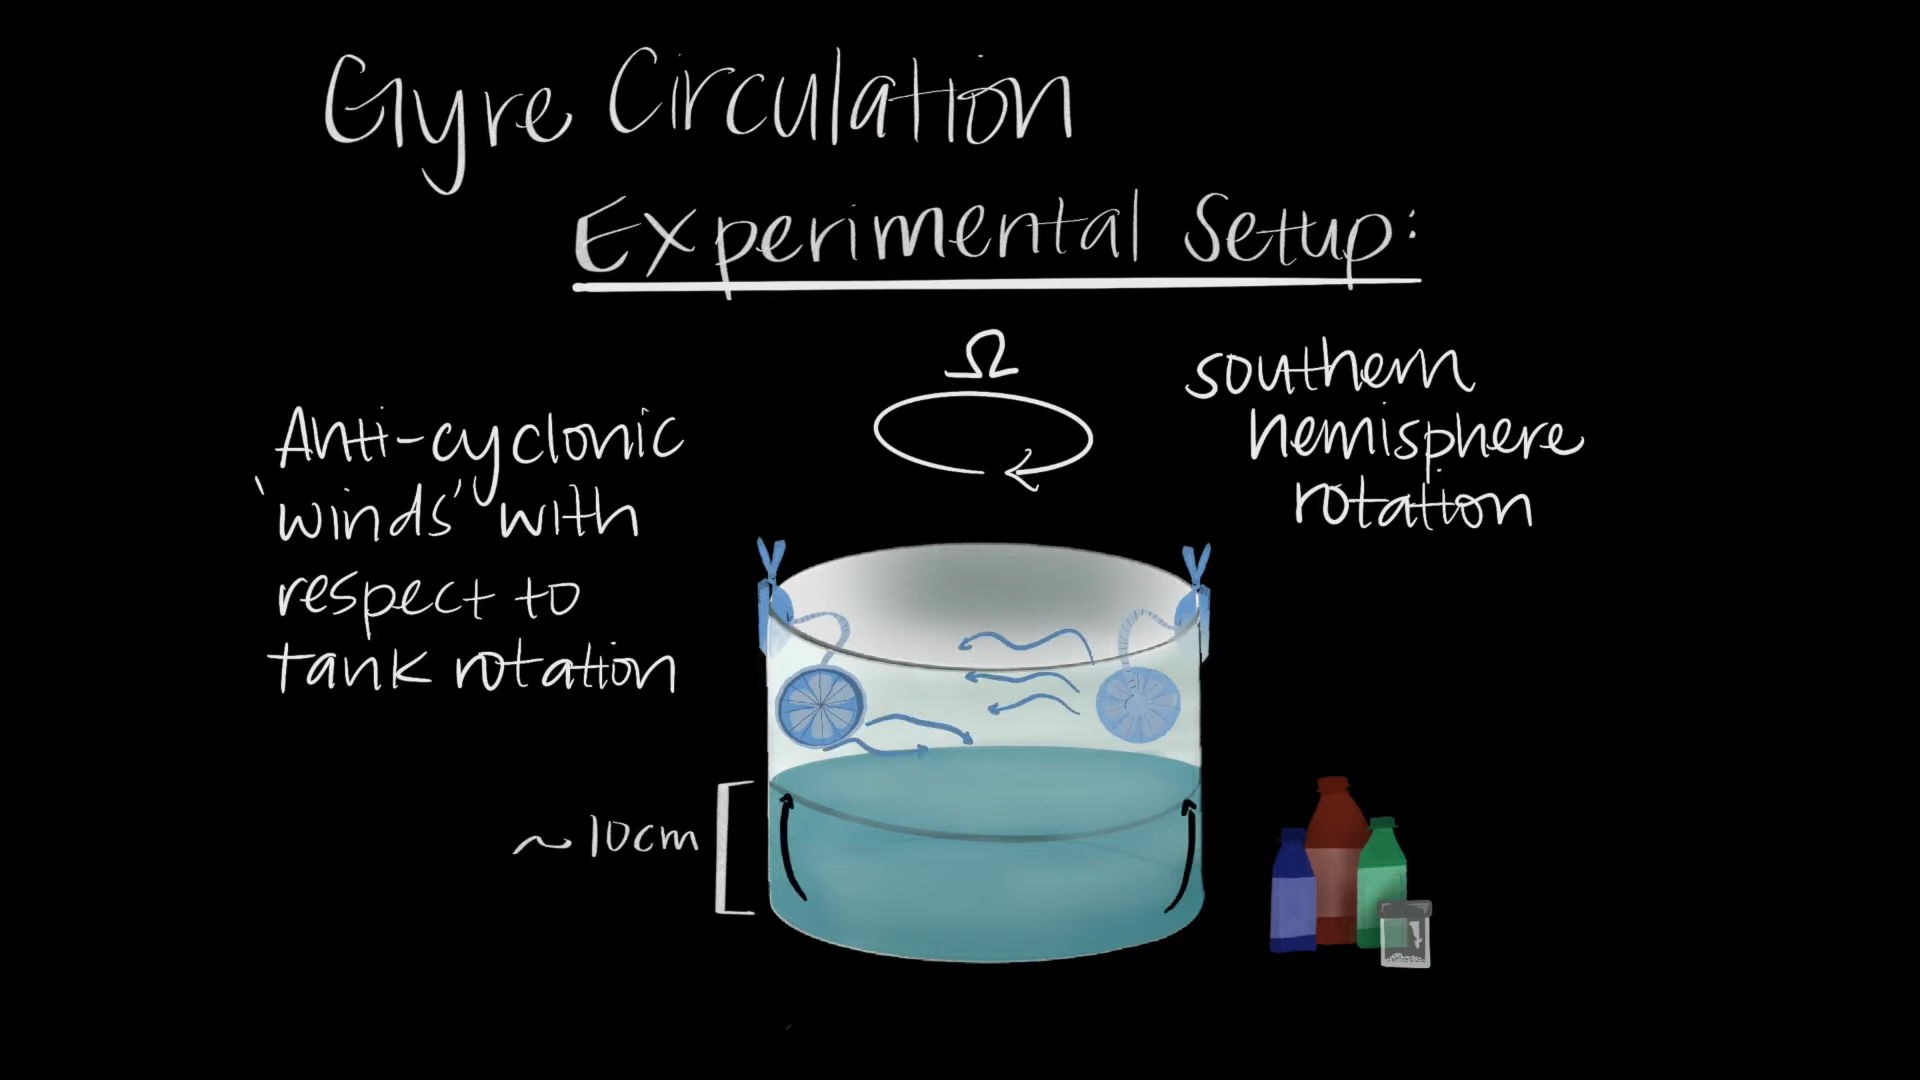 Gyre Circulation
Experimental Setup:
Ω
southern
hemisphere
rotation
Anti-cyclonic
'winds' with
respect to
tank rotation
~10cm